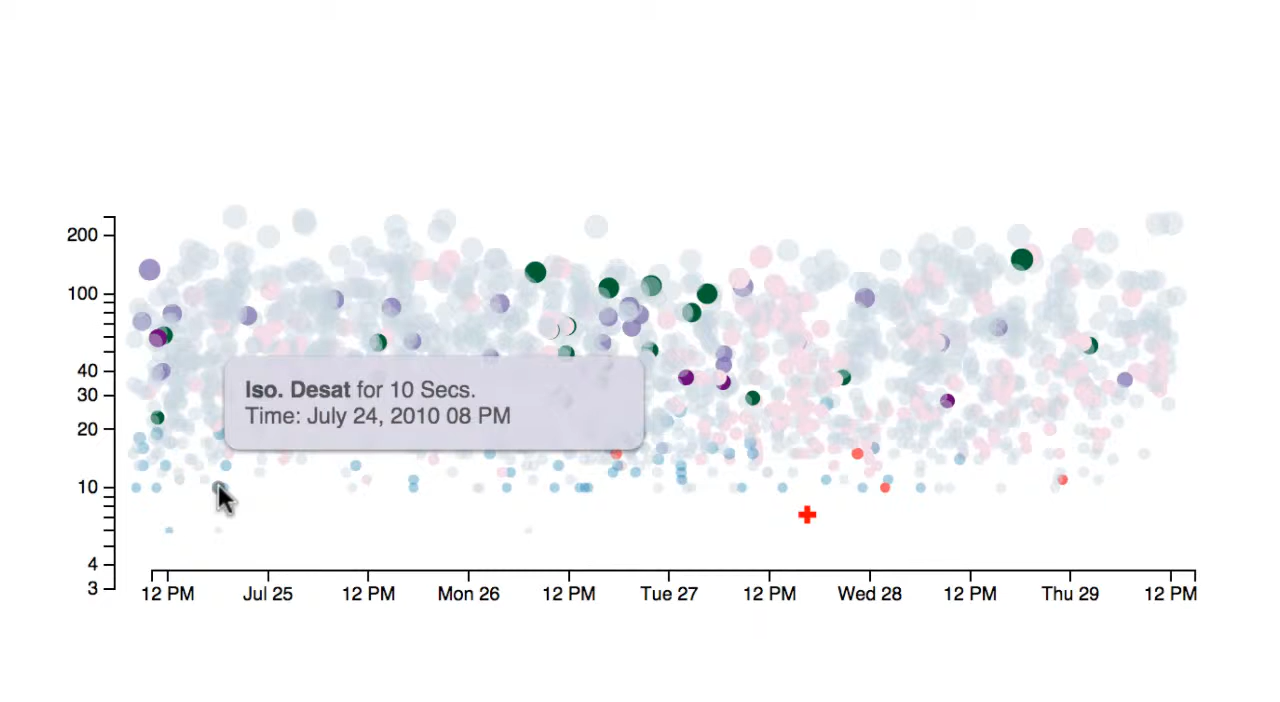 200
100
40
30
20
10
4
3
Iso. Desat for 10 Secs.
Time: July 24, 2010 08 PM
12 PM Jul 25 12 PM Mon 26 12 PM Tue 27 12 PM Wed 28 12 PM Thu 29 12 PM